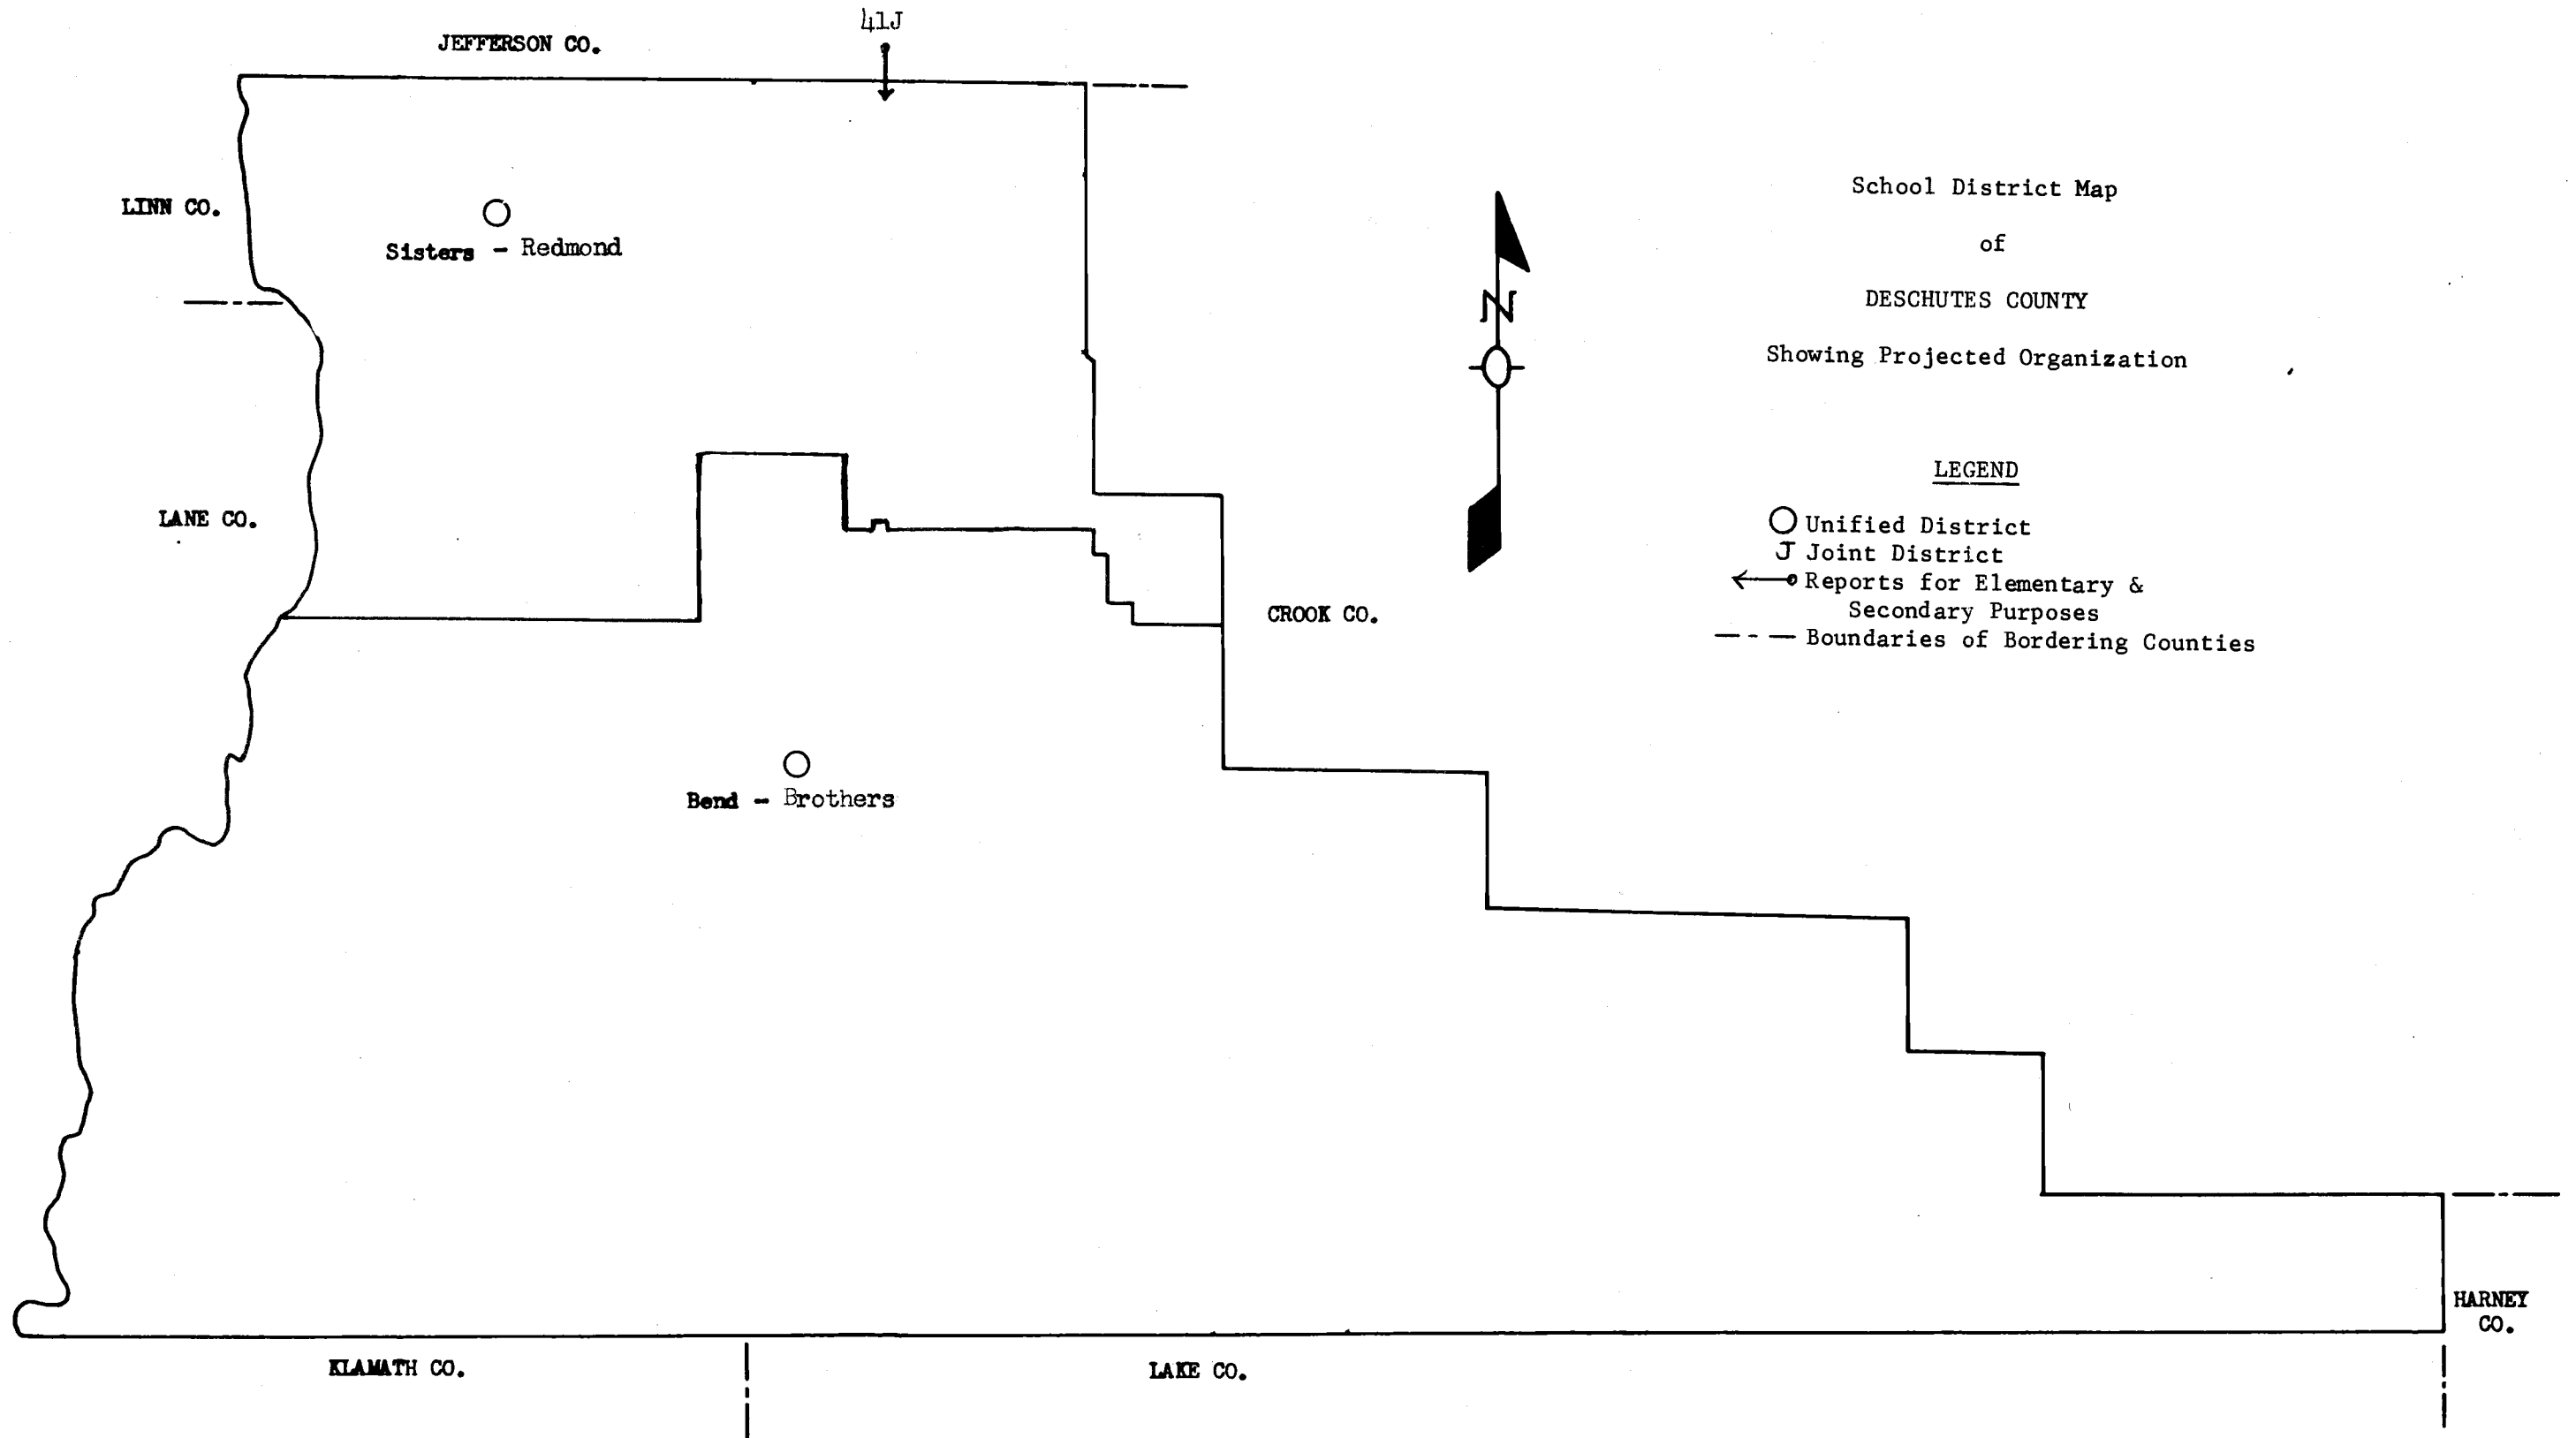 41J
JEFFERSON CO.
LINN CO.
Sisters - Redmond
LANE CO.
CROOK CO.
Bend - Brothers
KLAMATH CO.
LAKE CO.
HARNEY
CO.
N
School District Map
of
DESCHUTES COUNTY
Showing Projected Organization
LEGEND
Unified District
J Joint District
Reports for Elementary &
Secondary Purposes
Boundaries of Bordering Counties